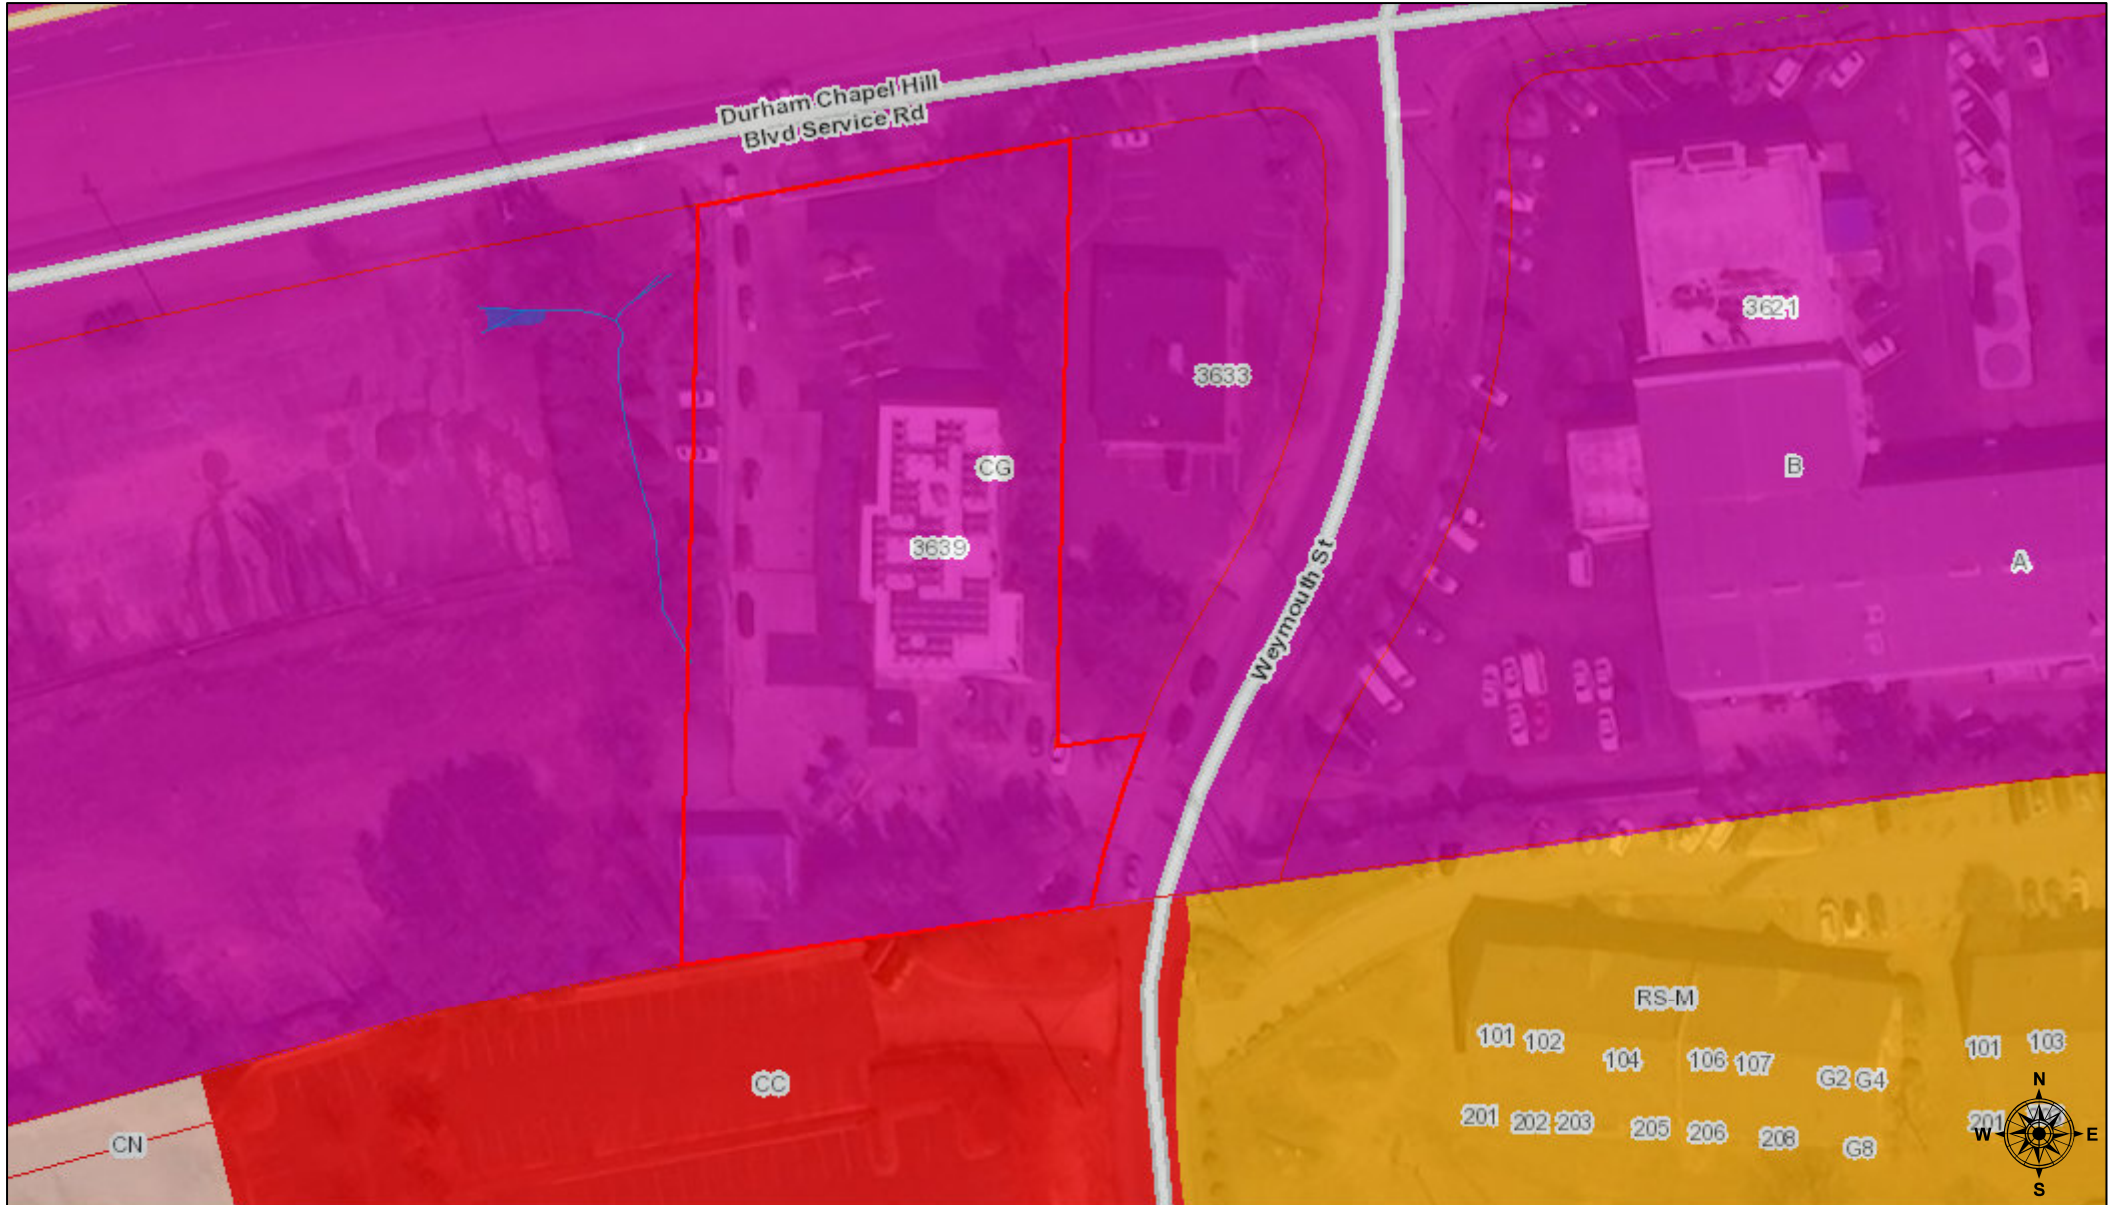 Durham Chapel Hill
Blvd Service Rd
3621
3633
CG
B
3639
A
Weymouth St
RS-M
101 102 104 106 107 G2 G4
101 103
CC
201 202 203 205 206 208 G8
201
CN
N
W E
S